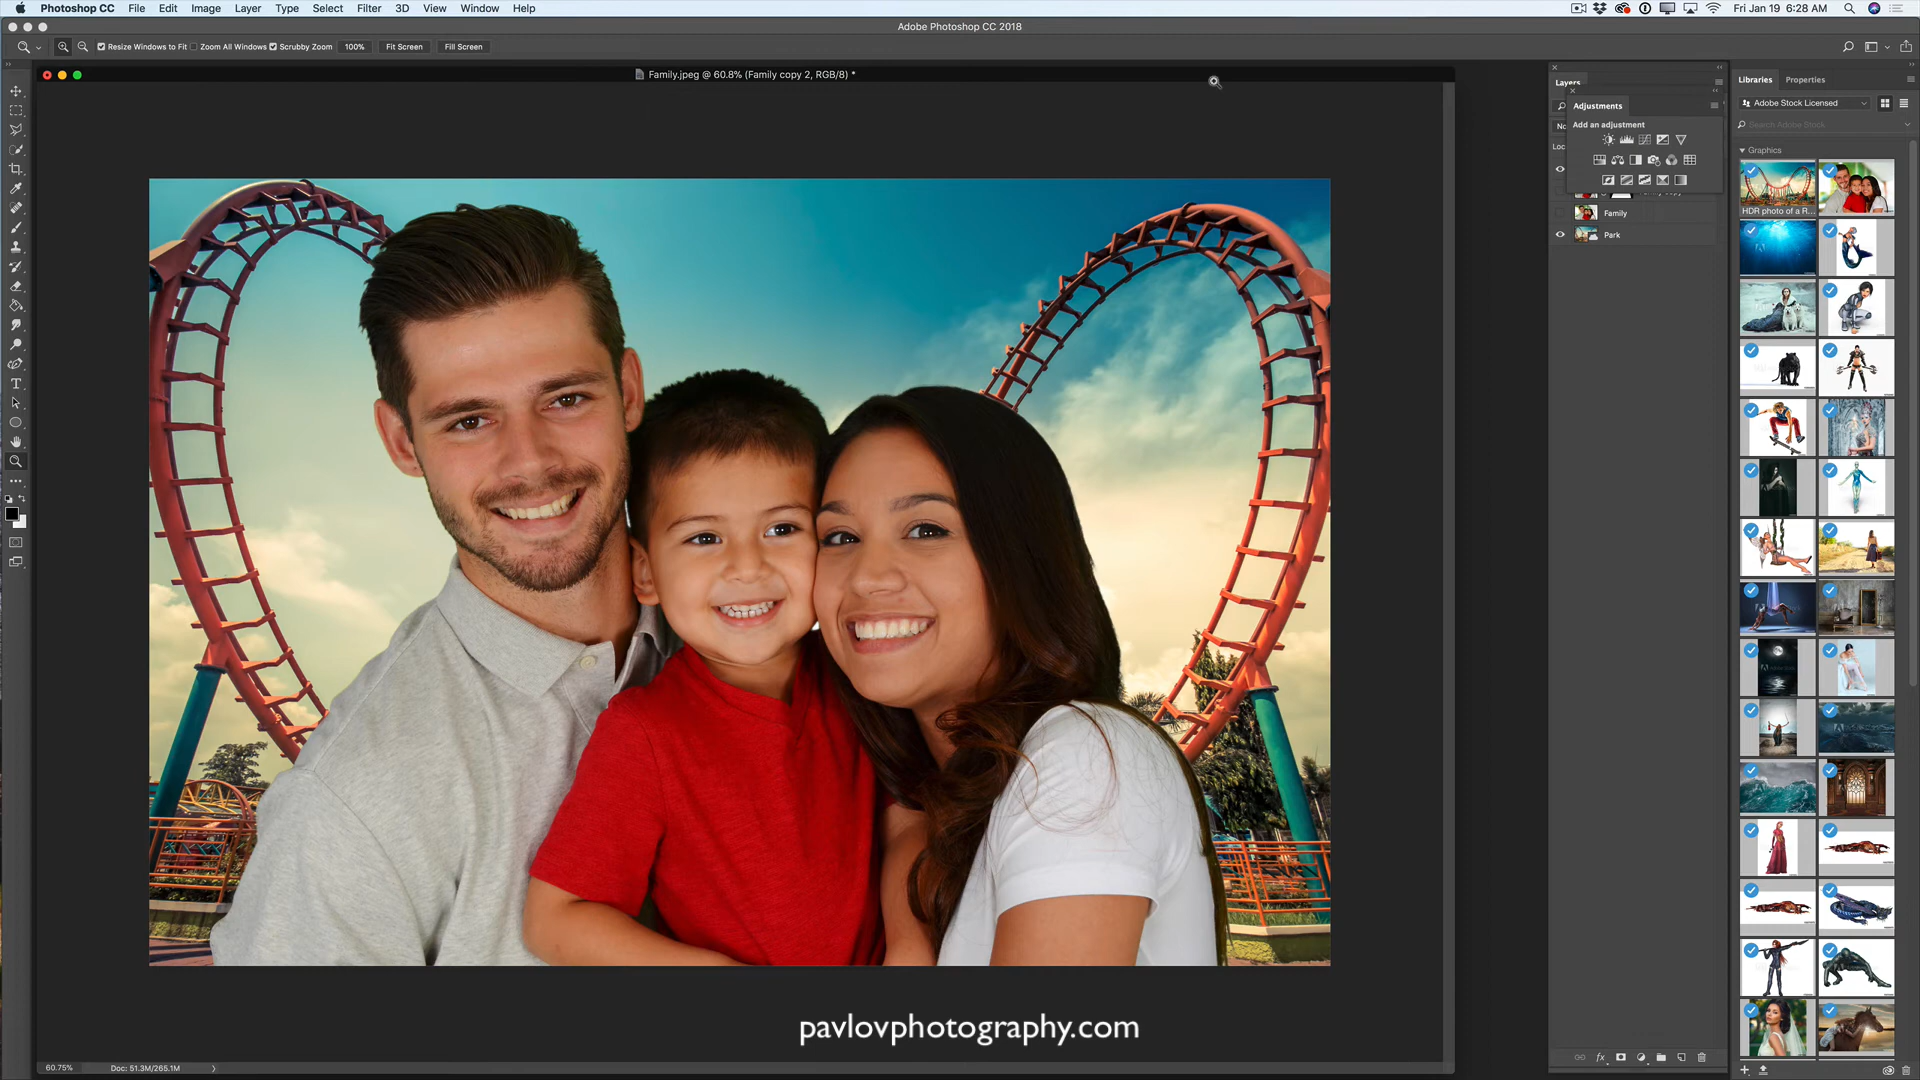 Photoshop CC File Edit Image Layer Type Select Filter 3D View Window Help Fri Jan 19 6:28 AM
Adobe Photoshop CC 2018
Resize Windows to Fit Zoom All Windows Scrubby Zoom 100% Fit Screen Fill Screen
Family.jpeg @ 60.8% (Family copy 2, RGB/8) *
Layers
Adjustments
Add an adjustment
Family
Park
Libraries Properties
Adobe Stock Licensed
Search Adobe Stock
Graphics
HDR photo of a R...
pavlovphotography.com
60.75% Doc: 51.3M/265.1M